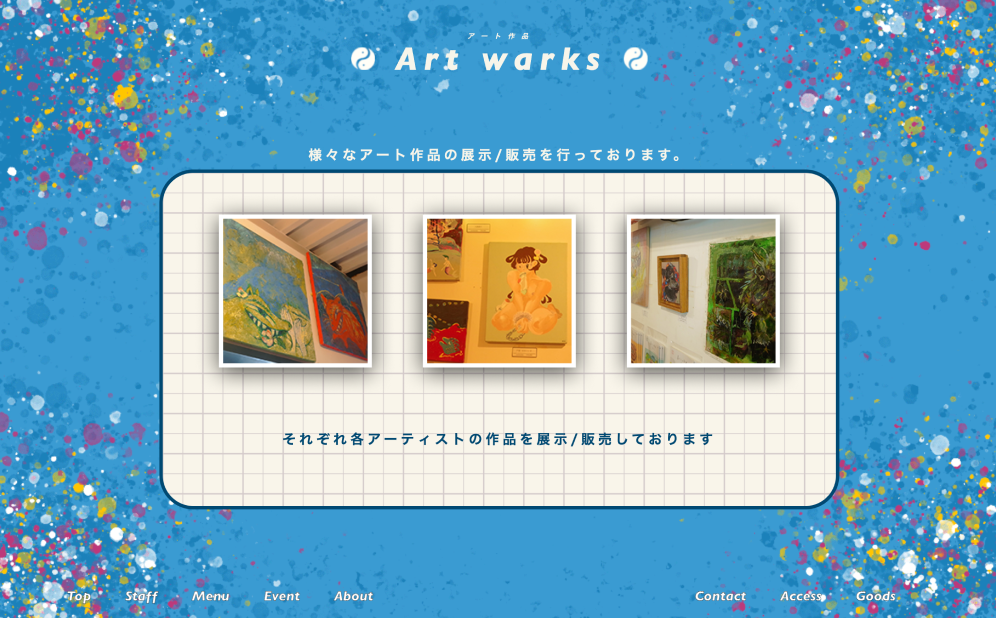 アート作品
Art warks
様々なアート作品の展示/販売を行っております。
それぞれ各アーティストの作品を展示/販売しております
Top Staff Menu Event About Contact Access Goods